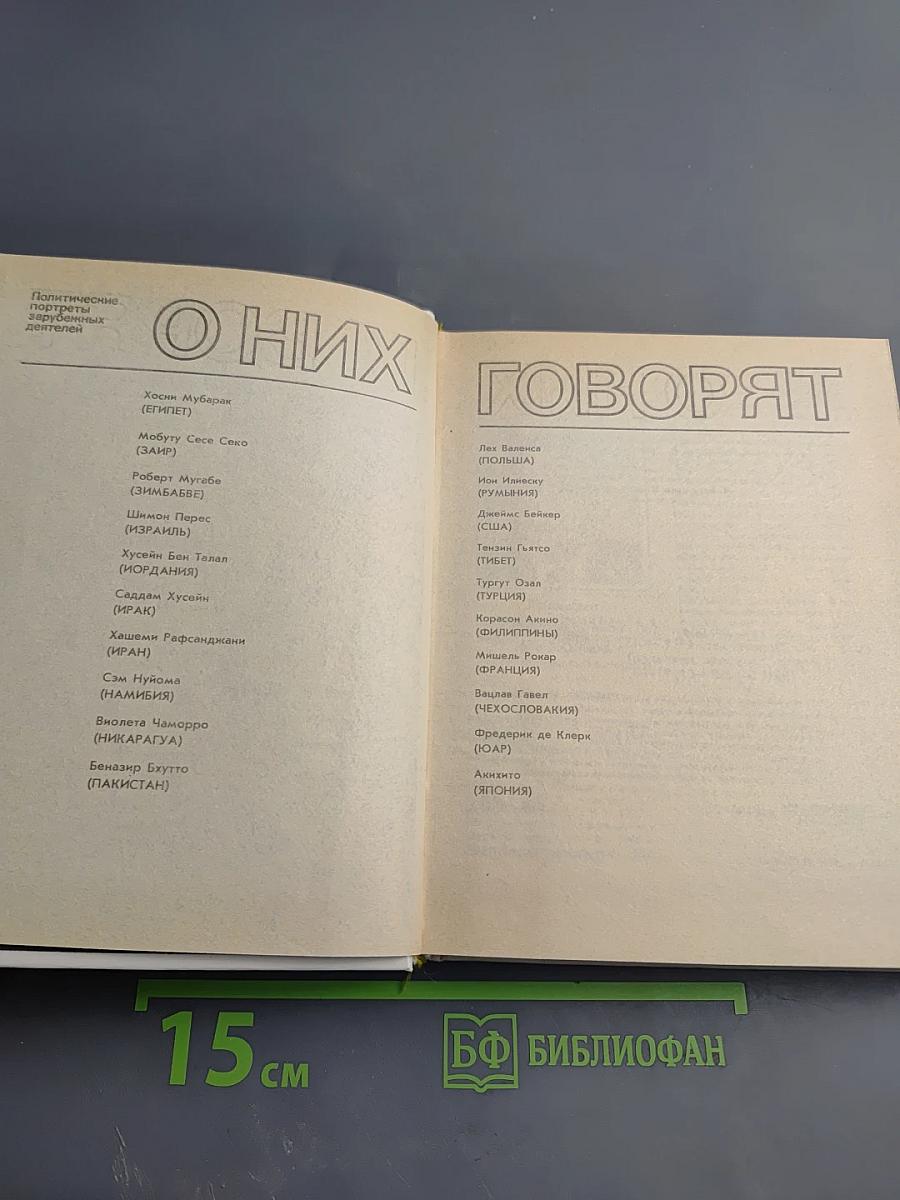 Политические
портреты
зарубежных
деятелей
О НИХ
Хосни Мубарак
(ЕГИПЕТ)
Мобуту Сесе Секо
(ЗАИР)
Роберт Мугабе
(ЗИМБАБВЕ)
Шимон Перес
(ИЗРАИЛЬ)
Хусейн Бен Талал
(ИОРДАНИЯ)
Саддам Хусейн
(ИРАК)
Хашеми Рафсанджани
(ИРАН)
Сэм Нуйома
(НАМИБИЯ)
Виолета Чаморро
(НИКАРАГУА)
Беназир Бхутто
(ПАКИСТАН)
ГОВОРЯТ
Лех Валенса
(ПОЛЬША)
Ион Илиеску
(РУМЫНИЯ)
Джеймс Бейкер
(США)
Тензин Гьятсо
(ТИБЕТ)
Тургут Озал
(ТУРЦИЯ)
Корасон Акино
(ФИЛИППИНЫ)
Мишель Рокар
(ФРАНЦИЯ)
Вацлав Гавел
(ЧЕХОСЛОВАКИЯ)
Фредерик де Клерк
(ЮАР)
Акихито
(ЯПОНИЯ)
15 см
БФ БИБЛИОФАН